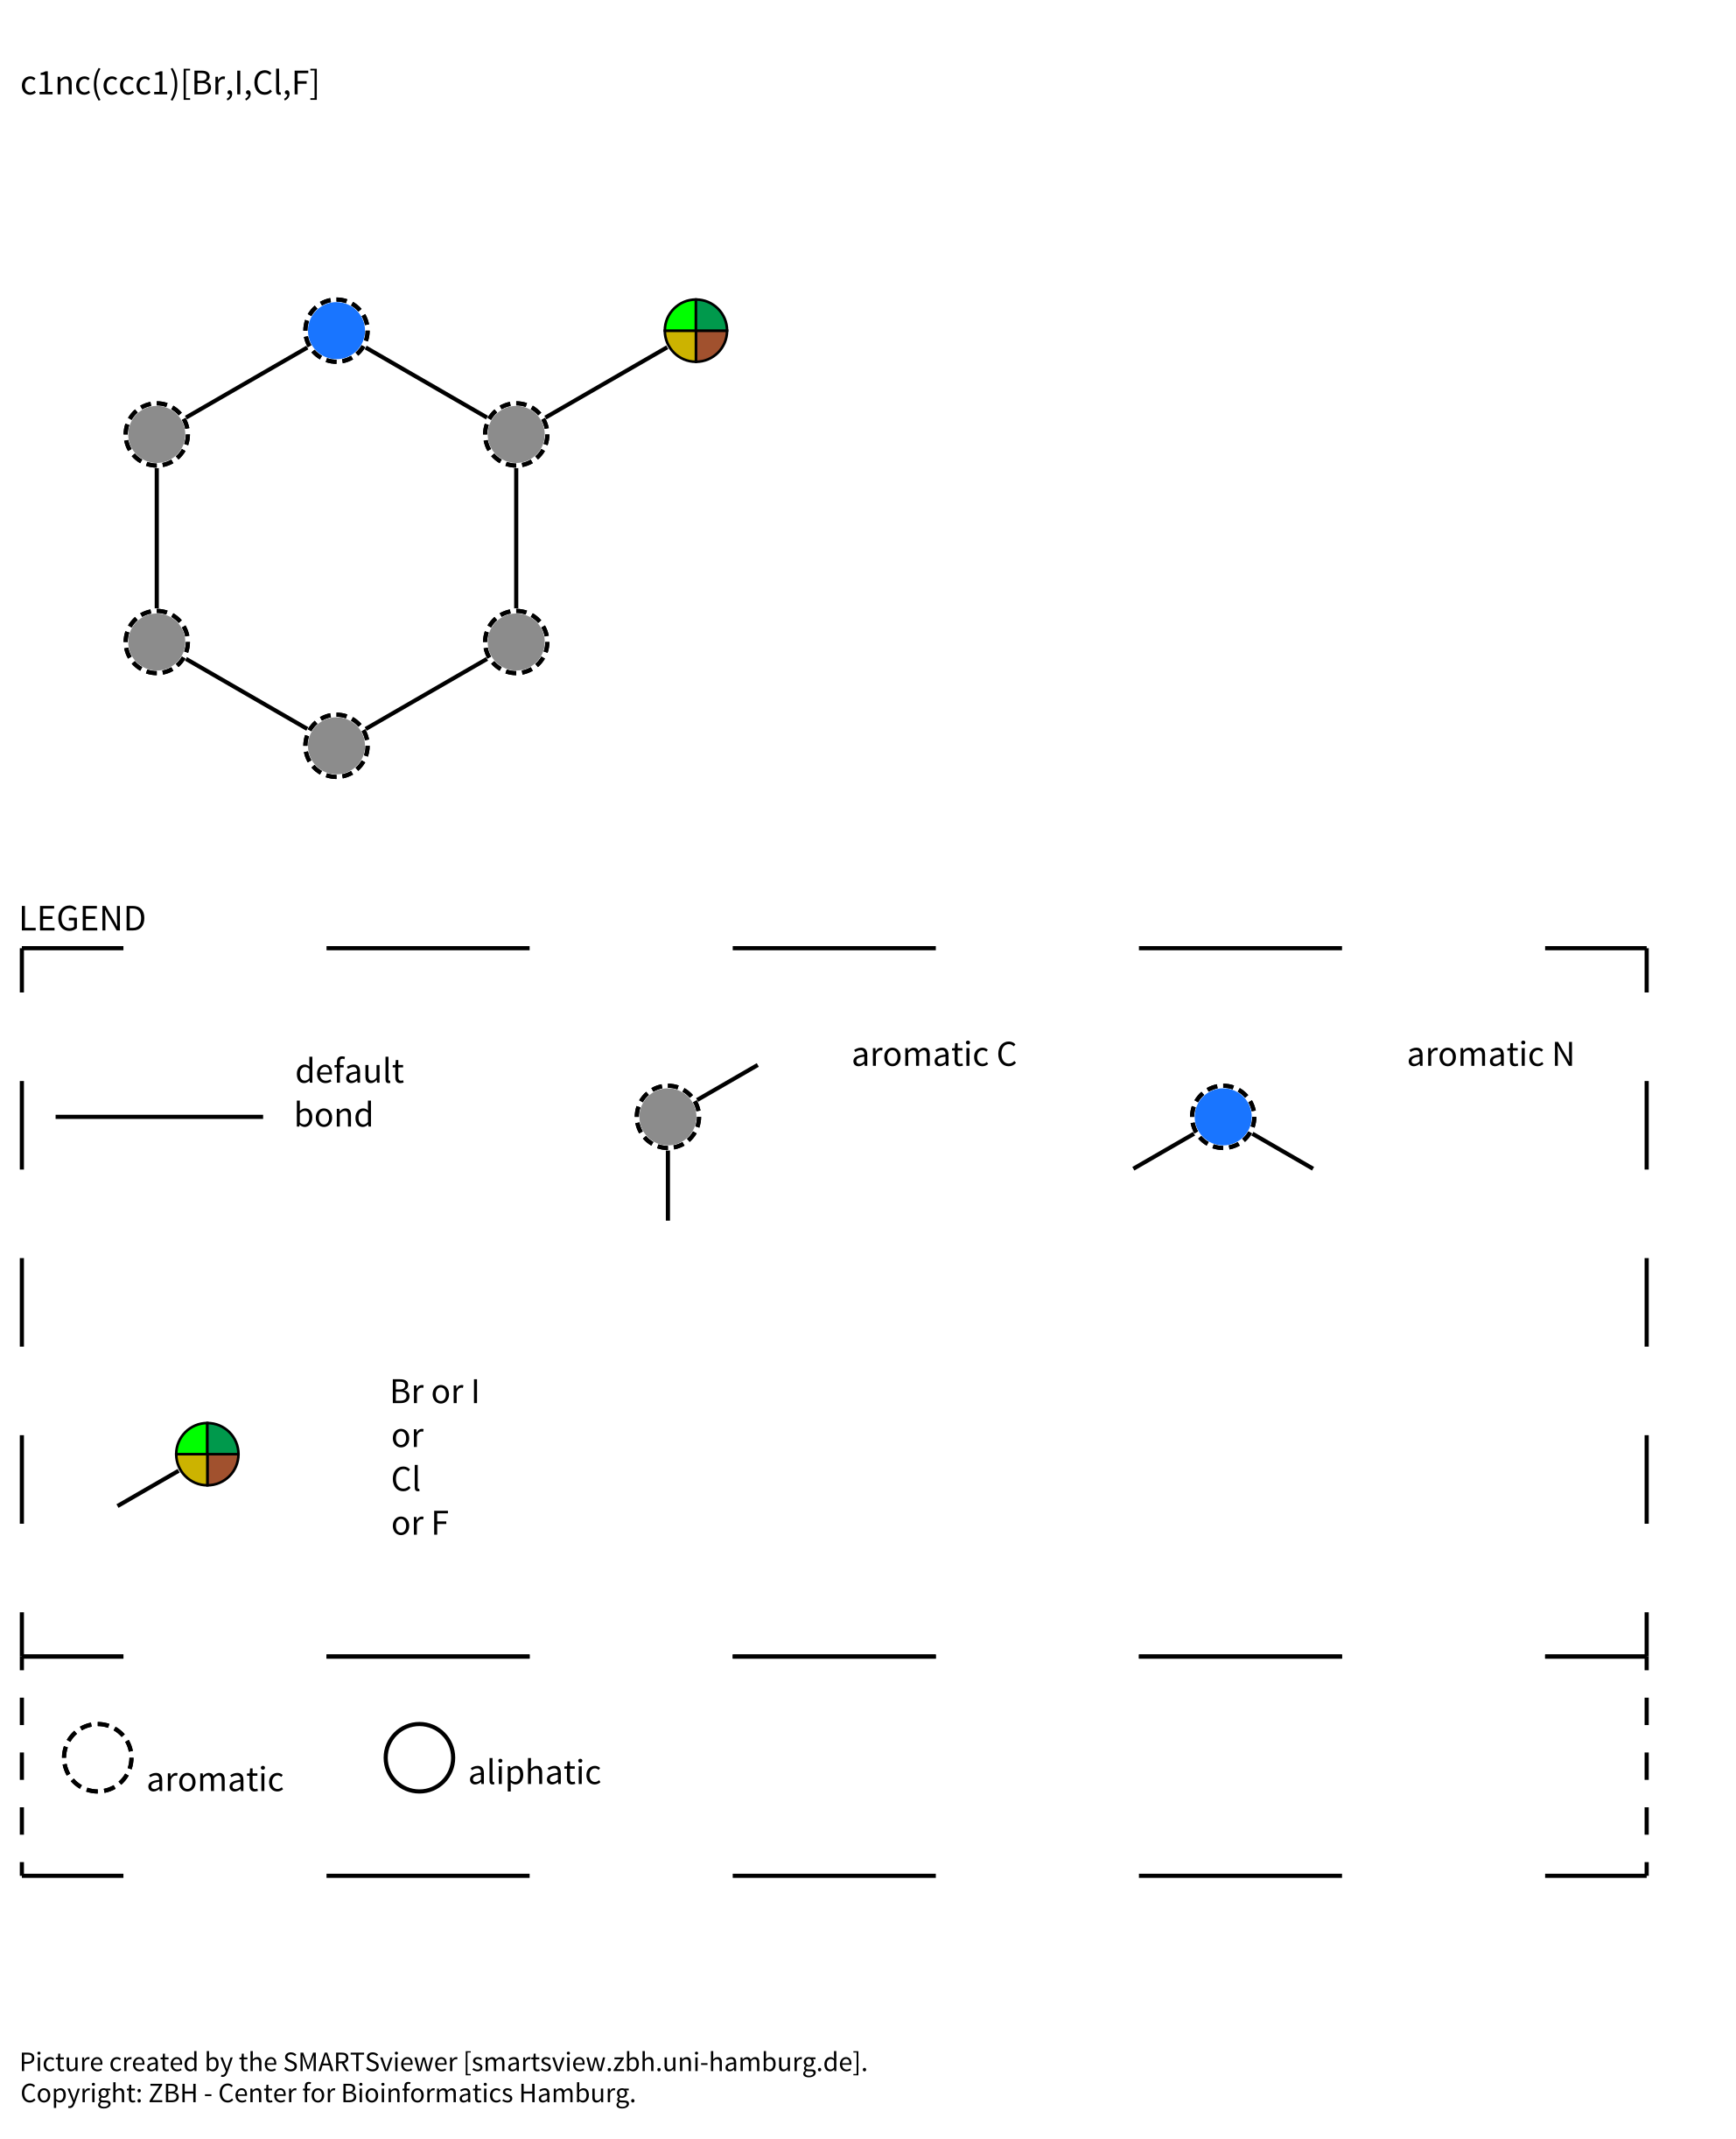 c1nc(ccc1)[Br,I,Cl,F]
LEGEND
default
bond
aromatic C
aromatic N
Br or I
or
Cl
or F
aromatic
aliphatic
Picture created by the SMARTSviewer [smartsview.zbh.uni-hamburg.de].
Copyright: ZBH - Center for Bioinformatics Hamburg.